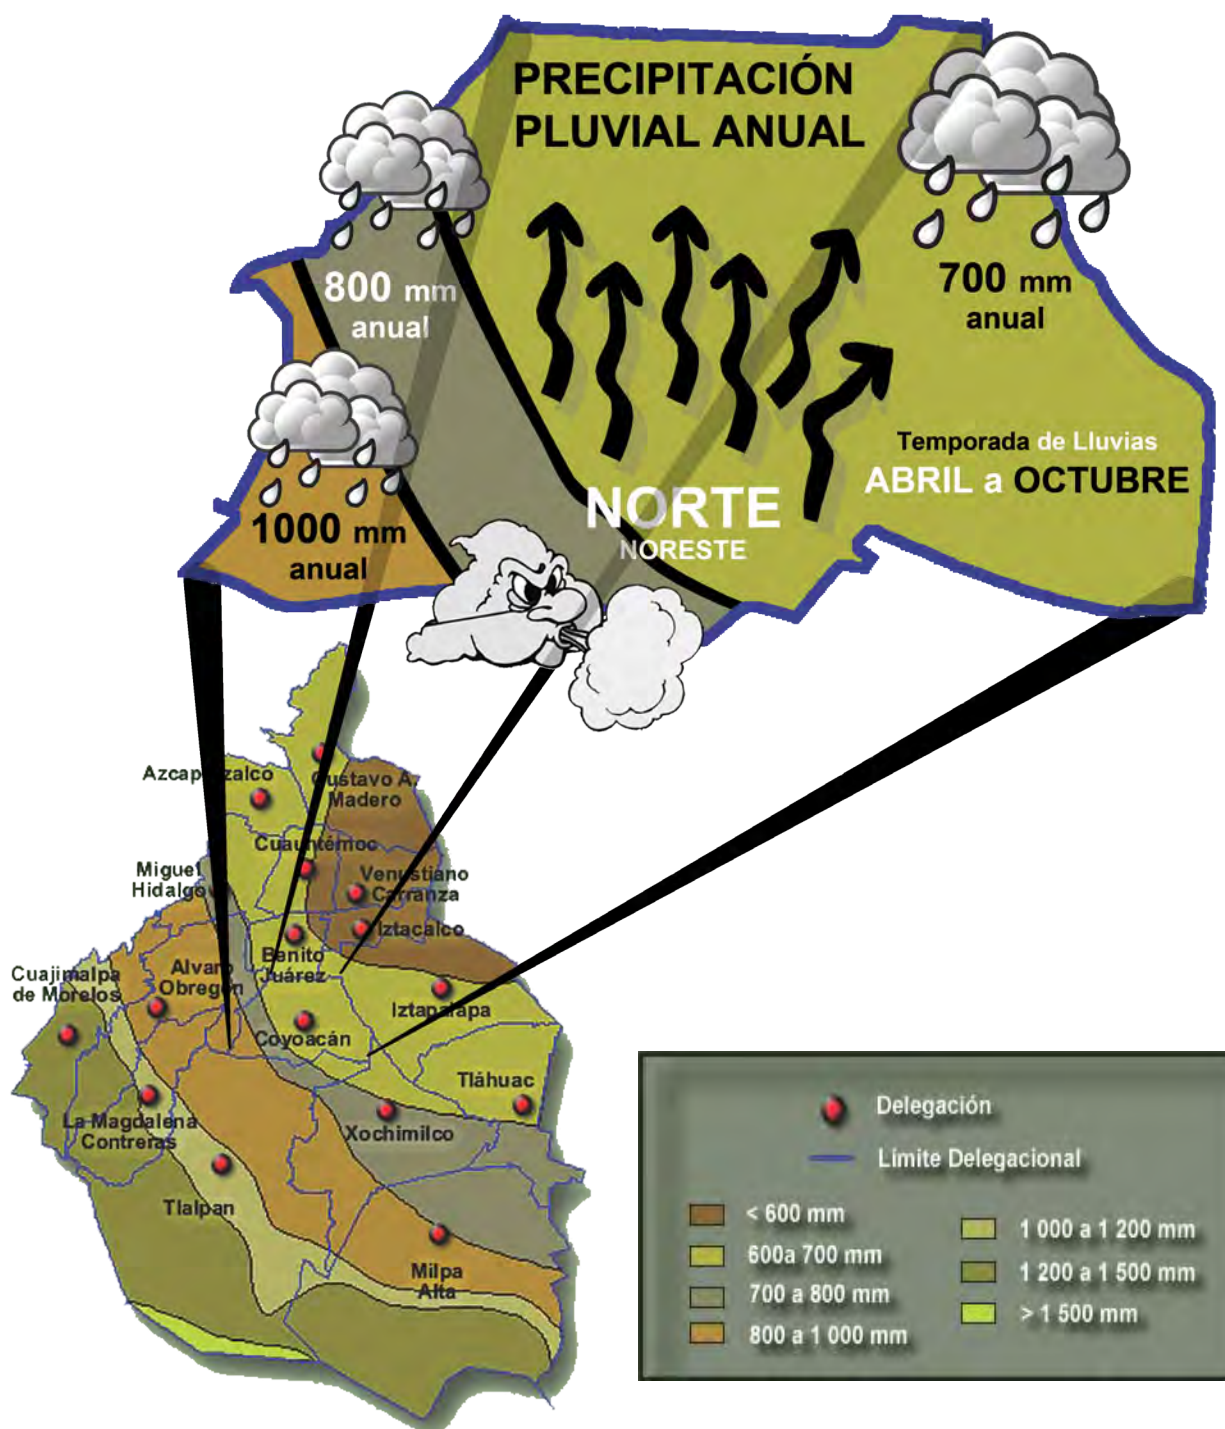 PRECIPITACIÓN
PLUVIAL ANUAL
800 mm
anual
700 mm
anual
1000 mm
anual
Temporada de Lluvias
ABRIL a OCTUBRE
NORTE
NORESTE
Azcapotzalco
Gustavo A.
Madero
Cuauhtémoc
Miguel
Hidalgo
Venustiano
Carranza
Iztacalco
Benito
Juárez
Cuajimalpa
de Morelos
Alvaro
Obregón
Iztapalapa
Coyoacán
Tláhuac
La Magdalena
Contreras
Xochimilco
Tlalpan
Milpa
Alta
Delegación
Límite Delegacional
< 600 mm
600a 700 mm
700 a 800 mm
800 a 1 000 mm
1 000 a 1 200 mm
1 200 a 1 500 mm
> 1 500 mm